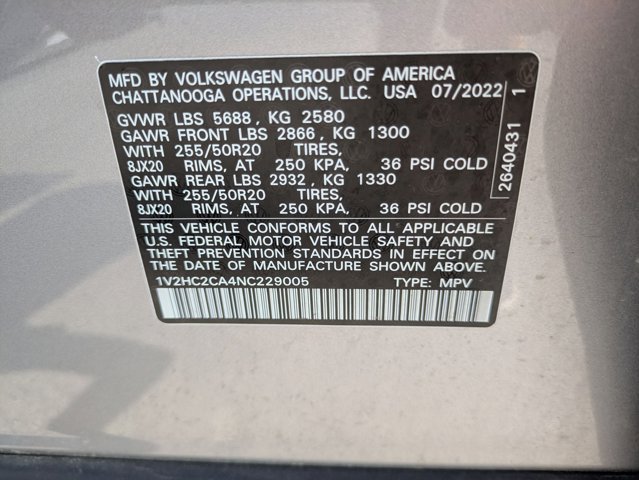 MFD BY VOLKSWAGEN GROUP OF AMERICA
CHATTANOOGA OPERATIONS, LLC. USA 07/2022
GVWR LBS 5688, KG 2580
GAWR FRONT LBS 2866, KG 1300
WITH 255/50R20 TIRES,
8JX20 RIMS, AT 250 KPA, 36 PSI COLD
GAWR REAR LBS 2932, KG 1330
WITH 255/50R20 TIRES,
8JX20 RIMS, AT 250 KPA, 36 PSI COLD
THIS VEHICLE CONFORMS TO ALL APPLICABLE
U.S. FEDERAL MOTOR VEHICLE SAFETY AND
THEFT PREVENTION STANDARDS IN EFFECT ON
THE DATE OF MANUFACTURE SHOWN ABOVE.
1V2HC2CA4NC229005 TYPE: MPV
2640431 1